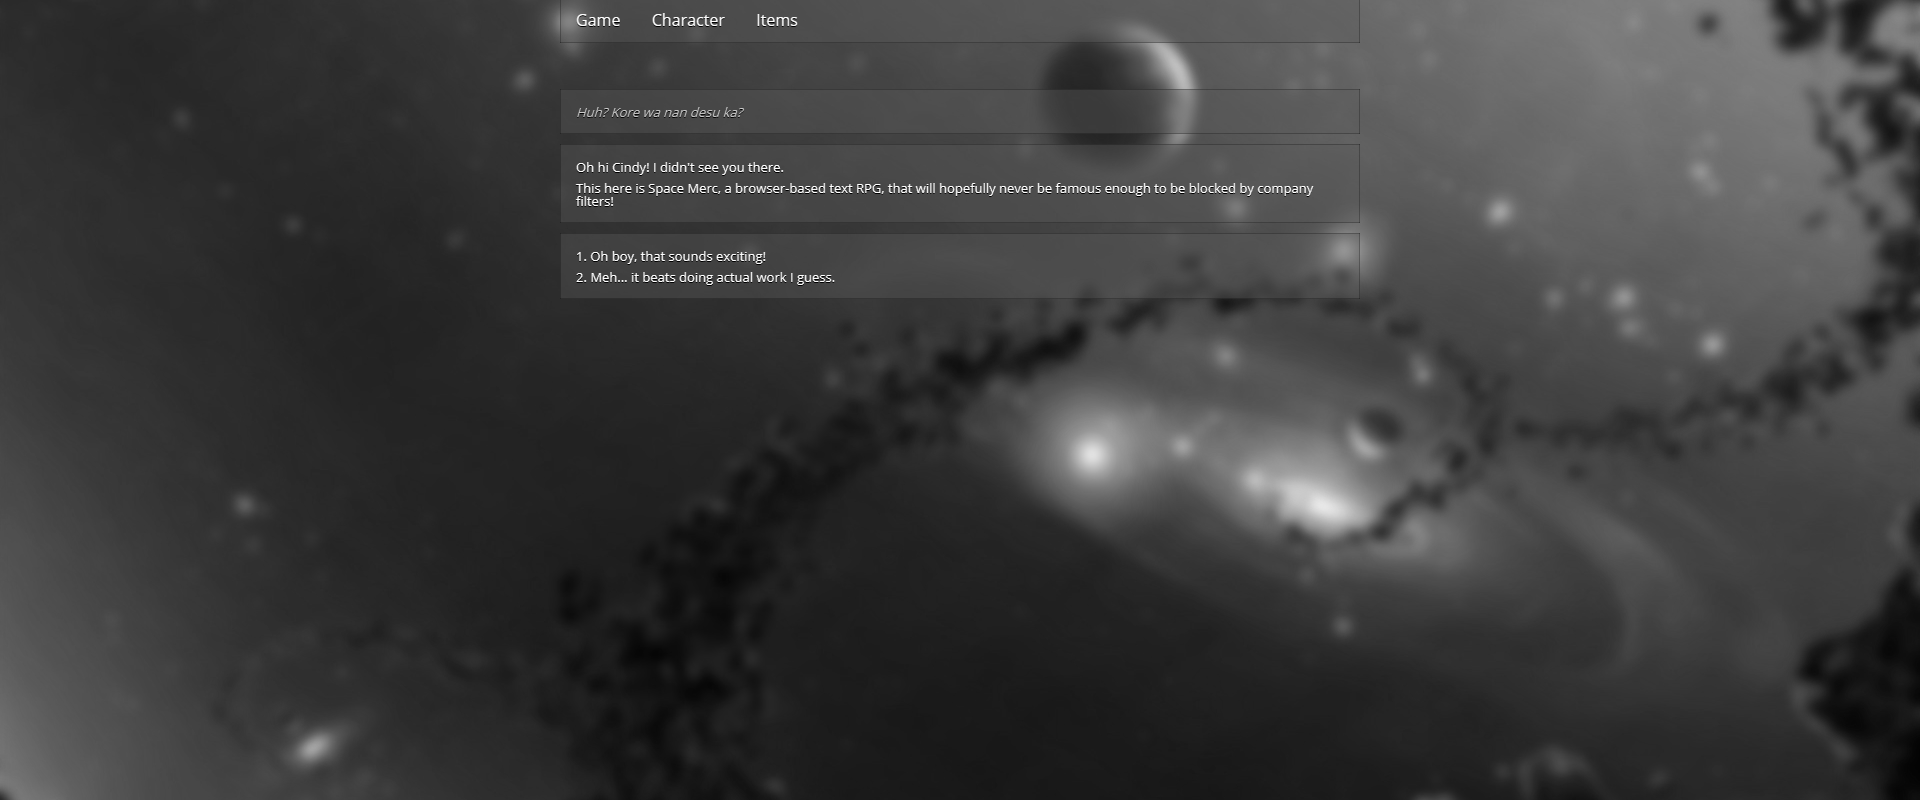 Game Character Items
Huh? Kore wa nan desu ka?
Oh hi Cindy! I didn't see you there.
This here is Space Merc, a browser-based text RPG, that will hopefully never be famous enough to be blocked by company
filters!
1. Oh boy, that sounds exciting!
2. Meh... it beats doing actual work I guess.